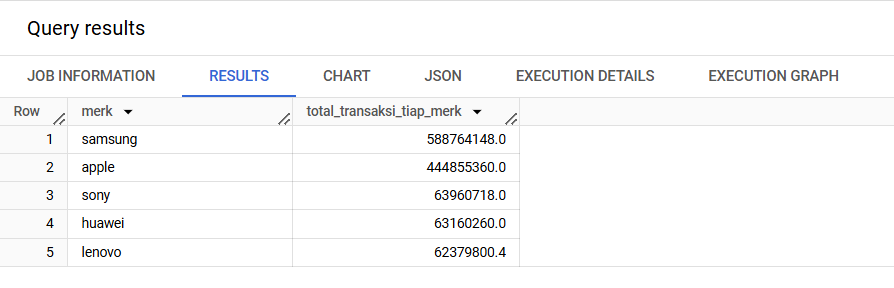 Query results
JOB INFORMATION RESULTS CHART JSON EXECUTION DETAILS EXECUTION GRAPH
Row merk total_transaksi_tiap_merk
1 samsung 588764148.0
2 apple 444855360.0
3 sony 63960718.0
4 huawei 63160260.0
5 lenovo 62379800.4